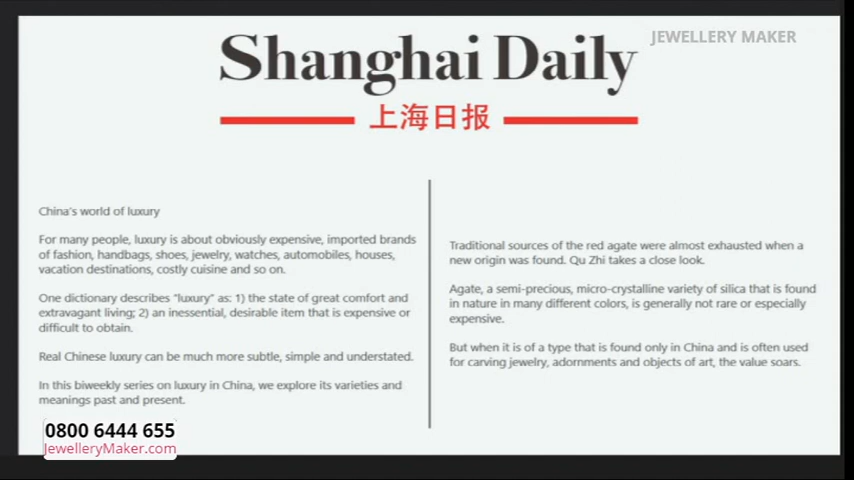 JEWELLERY MAKER
Shanghai Daily
上海日报
China's world of luxury
For many people, luxury is about obviously expensive, imported brands
of fashion, handbags, shoes, jewelry, watches, automobiles, houses,
vacation destinations, costly cuisine and so on.
One dictionary describes "luxury" as: 1) the state of great comfort and
extravagant living; 2) an inessential, desirable item that is expensive or
difficult to obtain.
Real Chinese luxury can be much more subtle, simple and understated.
In this biweekly series on luxury in China, we explore its varieties and
meanings past and present.
Traditional sources of the red agate were almost exhausted when a
new origin was found. Qu Zhi takes a close look.
Agate, a semi-precious, micro-crystalline variety of silica that is found
in nature in many different colors, is generally not rare or especially
expensive.
But when it is of a type that is found only in China and is often used
for carving jewelry, adornments and objects of art, the value soars.
0800 6444 655
JewelleryMaker.com